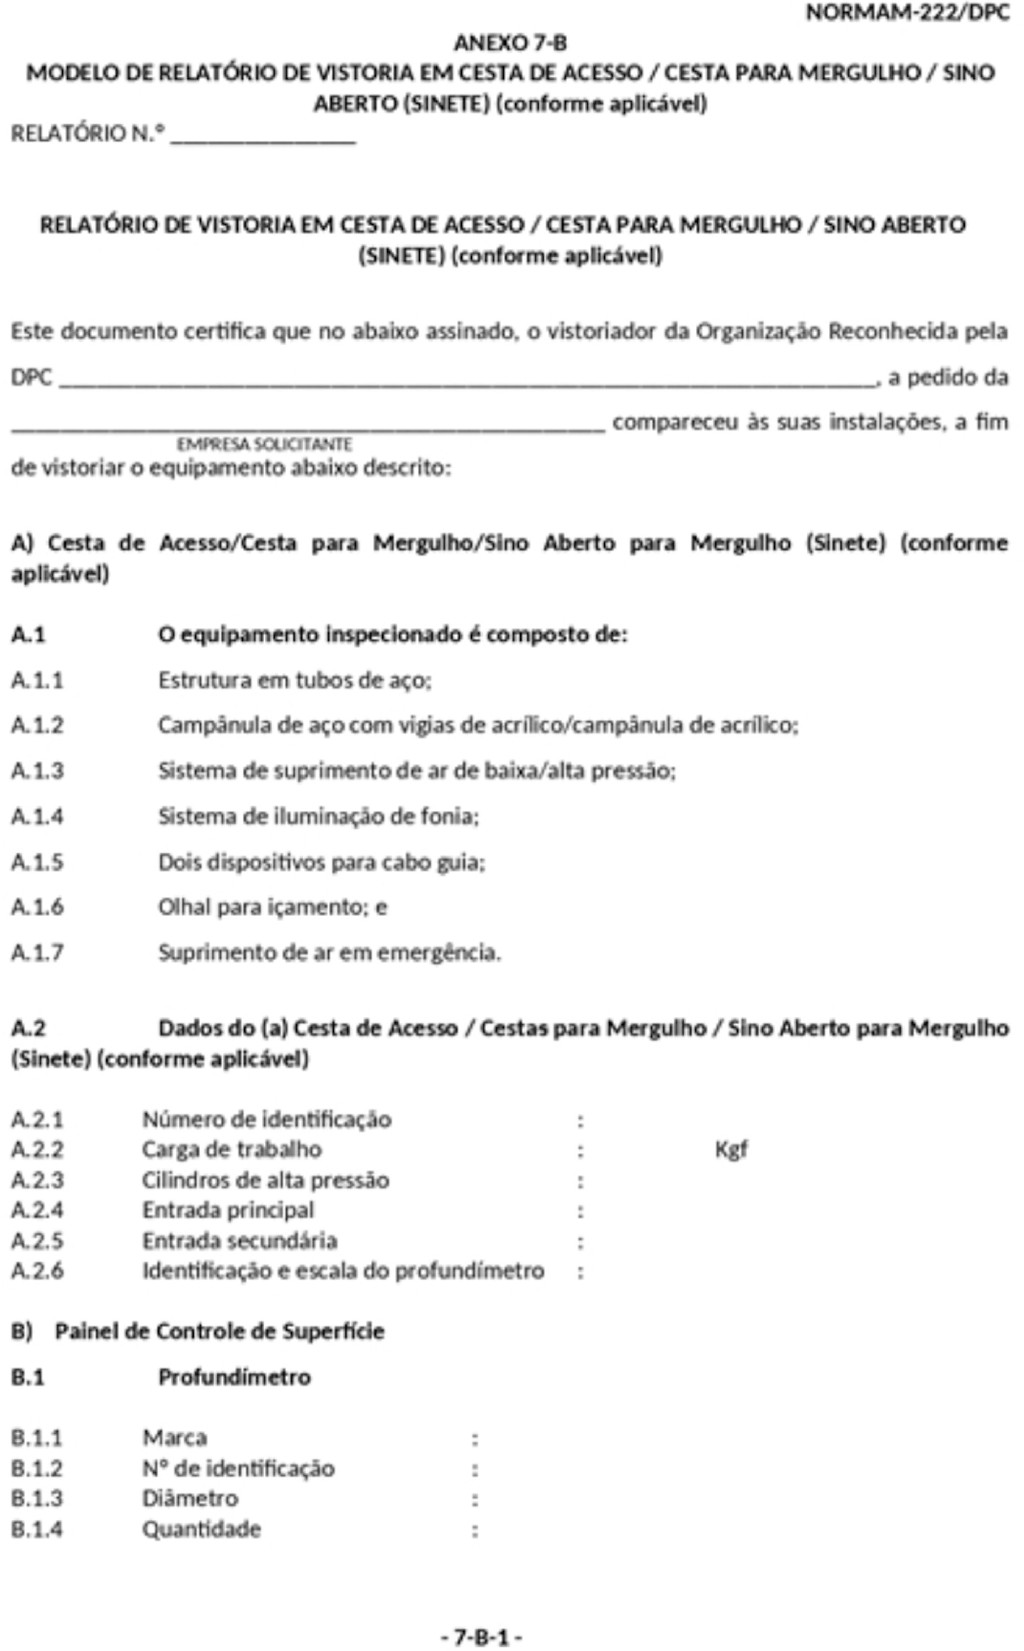 NORMAM-222/DPC
ANEXO 7-B
MODELO DE RELATÓRIO DE VISTORIA EM CESTA DE ACESSO / CESTA PARA MERGULHO / SINO
ABERTO (SINETE) (conforme aplicável)
RELATÓRIO N.º _______________
RELATÓRIO DE VISTORIA EM CESTA DE ACESSO / CESTA PARA MERGULHO / SINO ABERTO
(SINETE) (conforme aplicável)
Este documento certifica que no abaixo assinado, o vistoriador da Organização Reconhecida pela
DPC ____________________________________________________________________, a pedido da
_________________________________________________ compareceu às suas instalações, a fim
EMPRESA SOLICITANTE
de vistoriar o equipamento abaixo descrito:
A) Cesta de Acesso/Cesta para Mergulho/Sino Aberto para Mergulho (Sinete) (conforme
aplicável)
A.1 O equipamento inspecionado é composto de:
A.1.1 Estrutura em tubos de aço;
A.1.2 Campânula de aço com vigias de acrílico/campânula de acrílico;
A.1.3 Sistema de suprimento de ar de baixa/alta pressão;
A.1.4 Sistema de iluminação de fonia;
A.1.5 Dois dispositivos para cabo guia;
A.1.6 Olhal para içamento; e
A.1.7 Suprimento de ar em emergência.
A.2 Dados do (a) Cesta de Acesso / Cestas para Mergulho / Sino Aberto para Mergulho
(Sinete) (conforme aplicável)
A.2.1 Número de identificação :
A.2.2 Carga de trabalho : Kgf
A.2.3 Cilindros de alta pressão :
A.2.4 Entrada principal :
A.2.5 Entrada secundária :
A.2.6 Identificação e escala do profundímetro :
B) Painel de Controle de Superfície
B.1 Profundímetro
B.1.1 Marca :
B.1.2 Nº de identificação :
B.1.3 Diâmetro :
B.1.4 Quantidade :
- 7-B-1 -